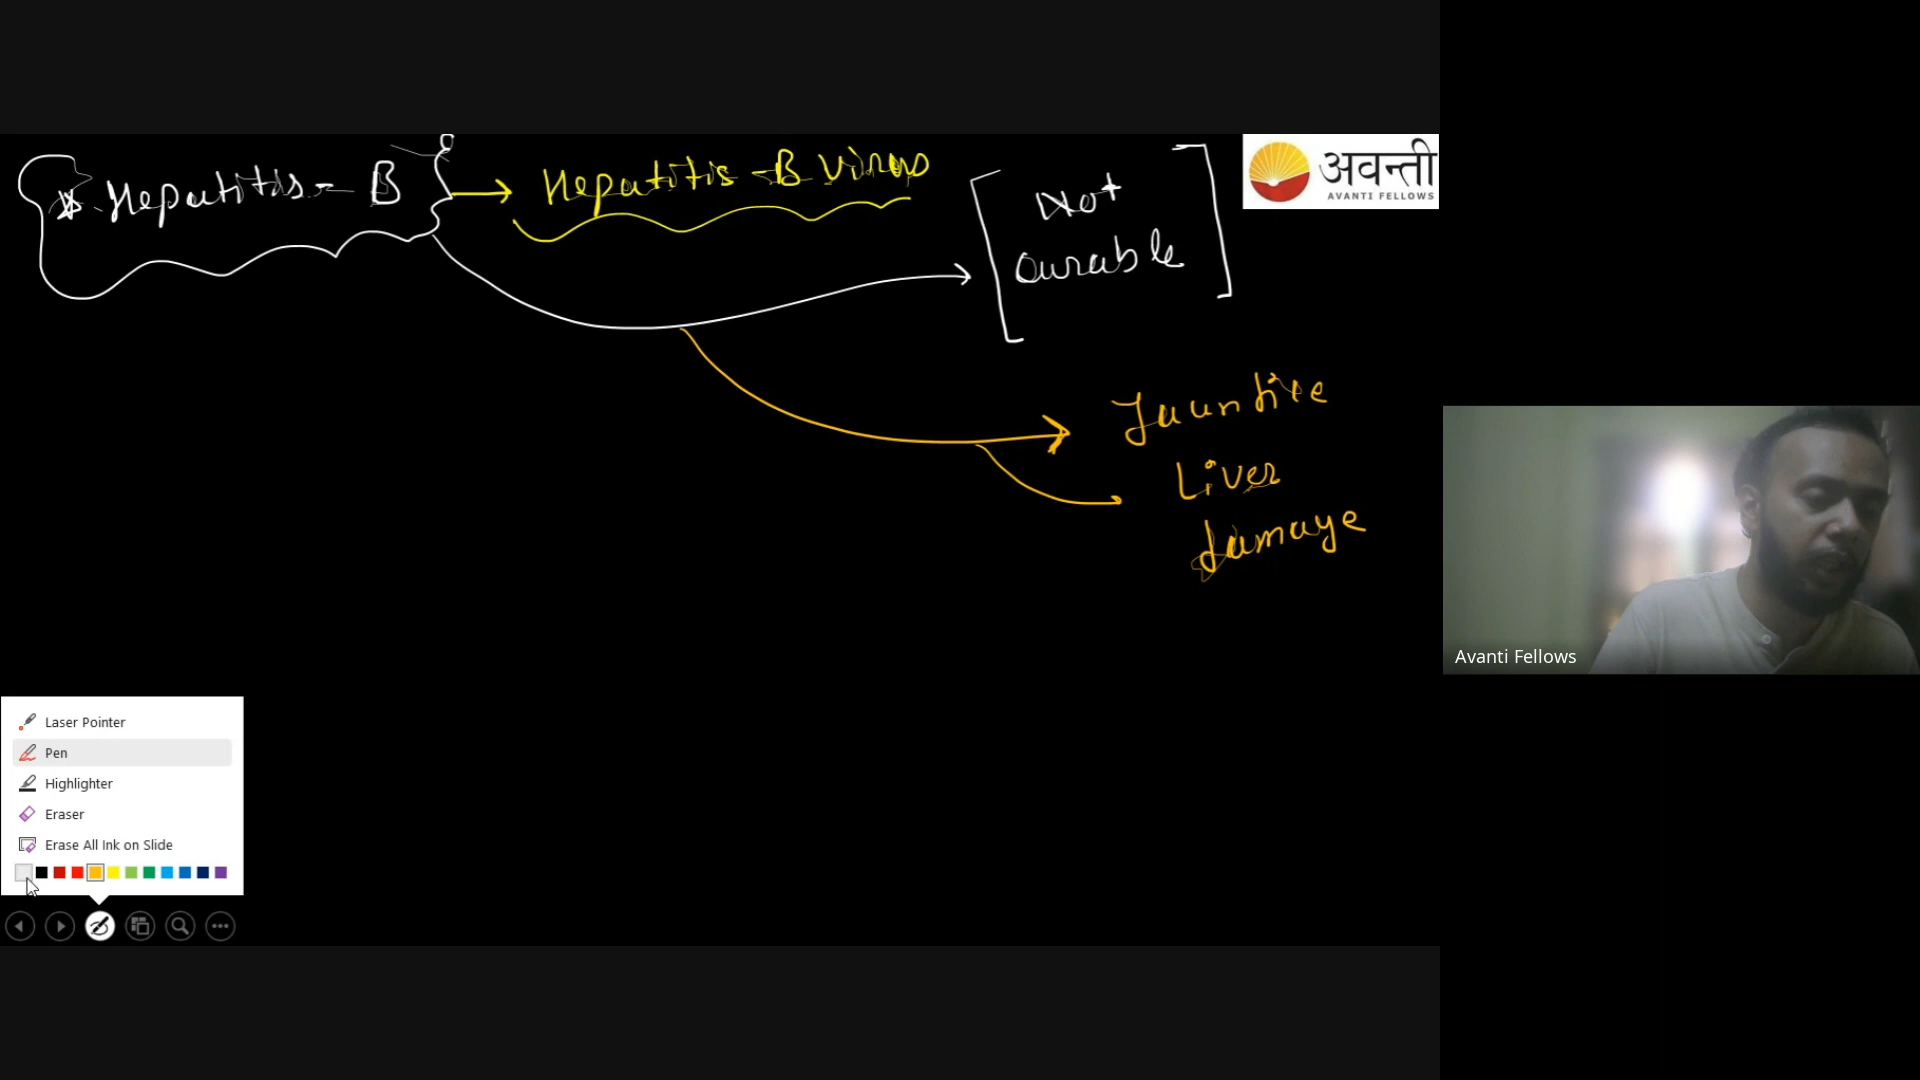 * Hepatitis - B
Hepatitis - B Virus
Not
Curable
अवन्ती
AVANTI FELLOWS
Jaundice
Liver
damage
Avanti Fellows
Laser Pointer
Pen
Highlighter
Eraser
Erase All Ink on Slide